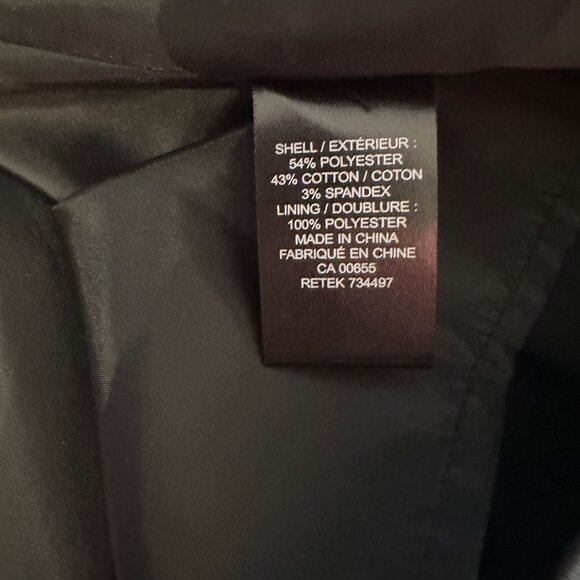 SHELL / EXTÉRIEUR :
54% POLYESTER
43% COTTON / COTON
3% SPANDEX
LINING / DOUBLURE :
100% POLYESTER
MADE IN CHINA
FABRIQUÉ EN CHINE
CA 00655
RETEK 734497